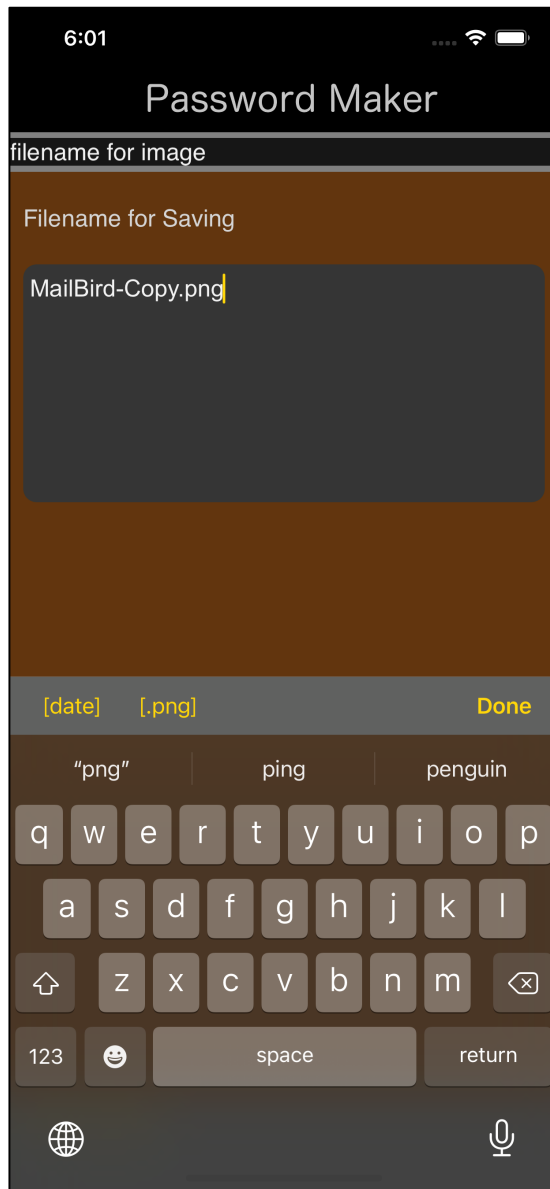 6:01
Password Maker
filename for image
Filename for Saving
MailBird-Copy.png
[date] [.png] Done
“png” ping penguin
q w e r t y u i o p
a s d f g h j k l
z x c v b n m
123 space return